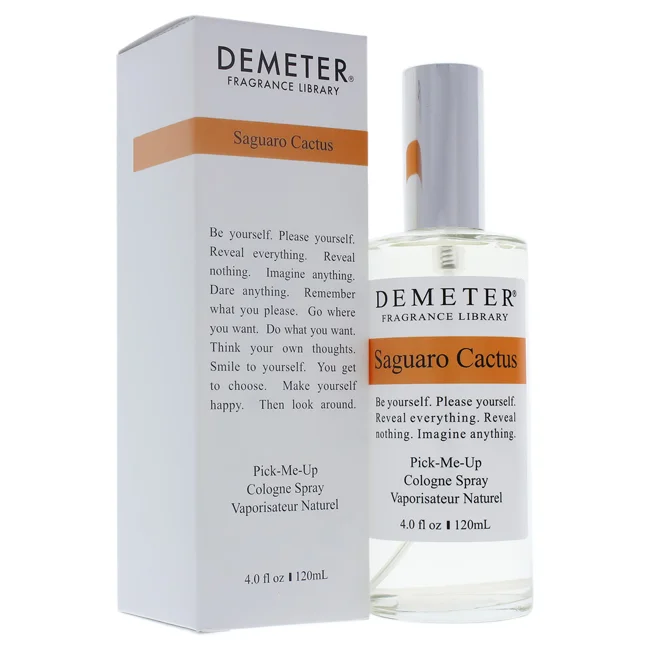 DEMETER®
FRAGRANCE LIBRARY
Saguaro Cactus
Be yourself. Please yourself.
Reveal everything. Reveal
nothing. Imagine anything.
Dare anything. Remember
what you please. Go where
you want. Do what you want.
Think your own thoughts.
Smile to yourself. You get
to choose. Make yourself
happy. Then look around.
Pick-Me-Up
Cologne Spray
Vaporisateur Naturel
4.0 fl oz I 120mL
DEMETER®
FRAGRANCE LIBRARY
Saguaro Cactus
Be yourself. Please yourself.
Reveal everything. Reveal
nothing. Imagine anything.
Pick-Me-Up
Cologne Spray
Vaporisateur Naturel
4.0 fl oz I 120mL